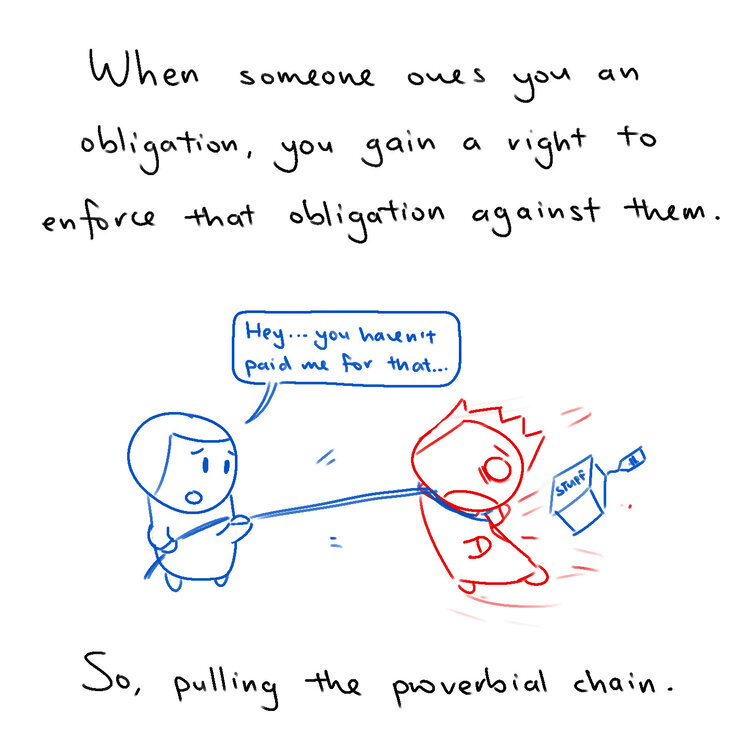 When someone owes you an
obligation, you gain a right to
enforce that obligation against them.
Hey... you haven't
paid me for that...
STUFF
D
So, pulling the proverbial chain.